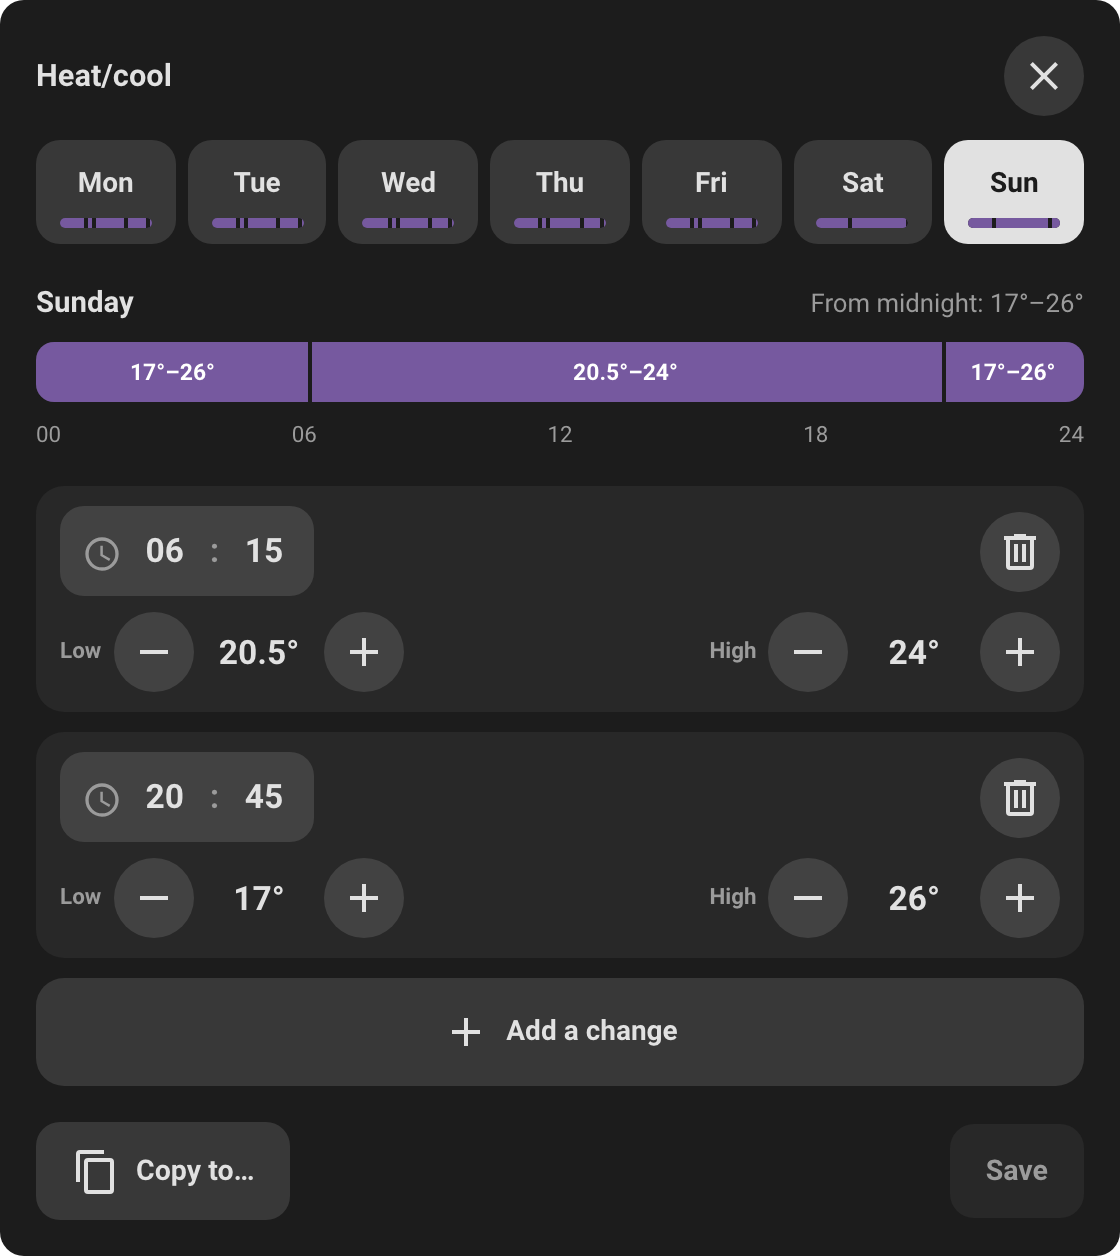 Heat/cool
Mon Tue Wed Thu Fri Sat Sun
Sunday From midnight: 17°–26°
17°–26° 20.5°–24° 17°–26°
00 06 12 18 24
06 : 15
Low 20.5° High 24°
20 : 45
Low 17° High 26°
Add a change
Copy to... Save